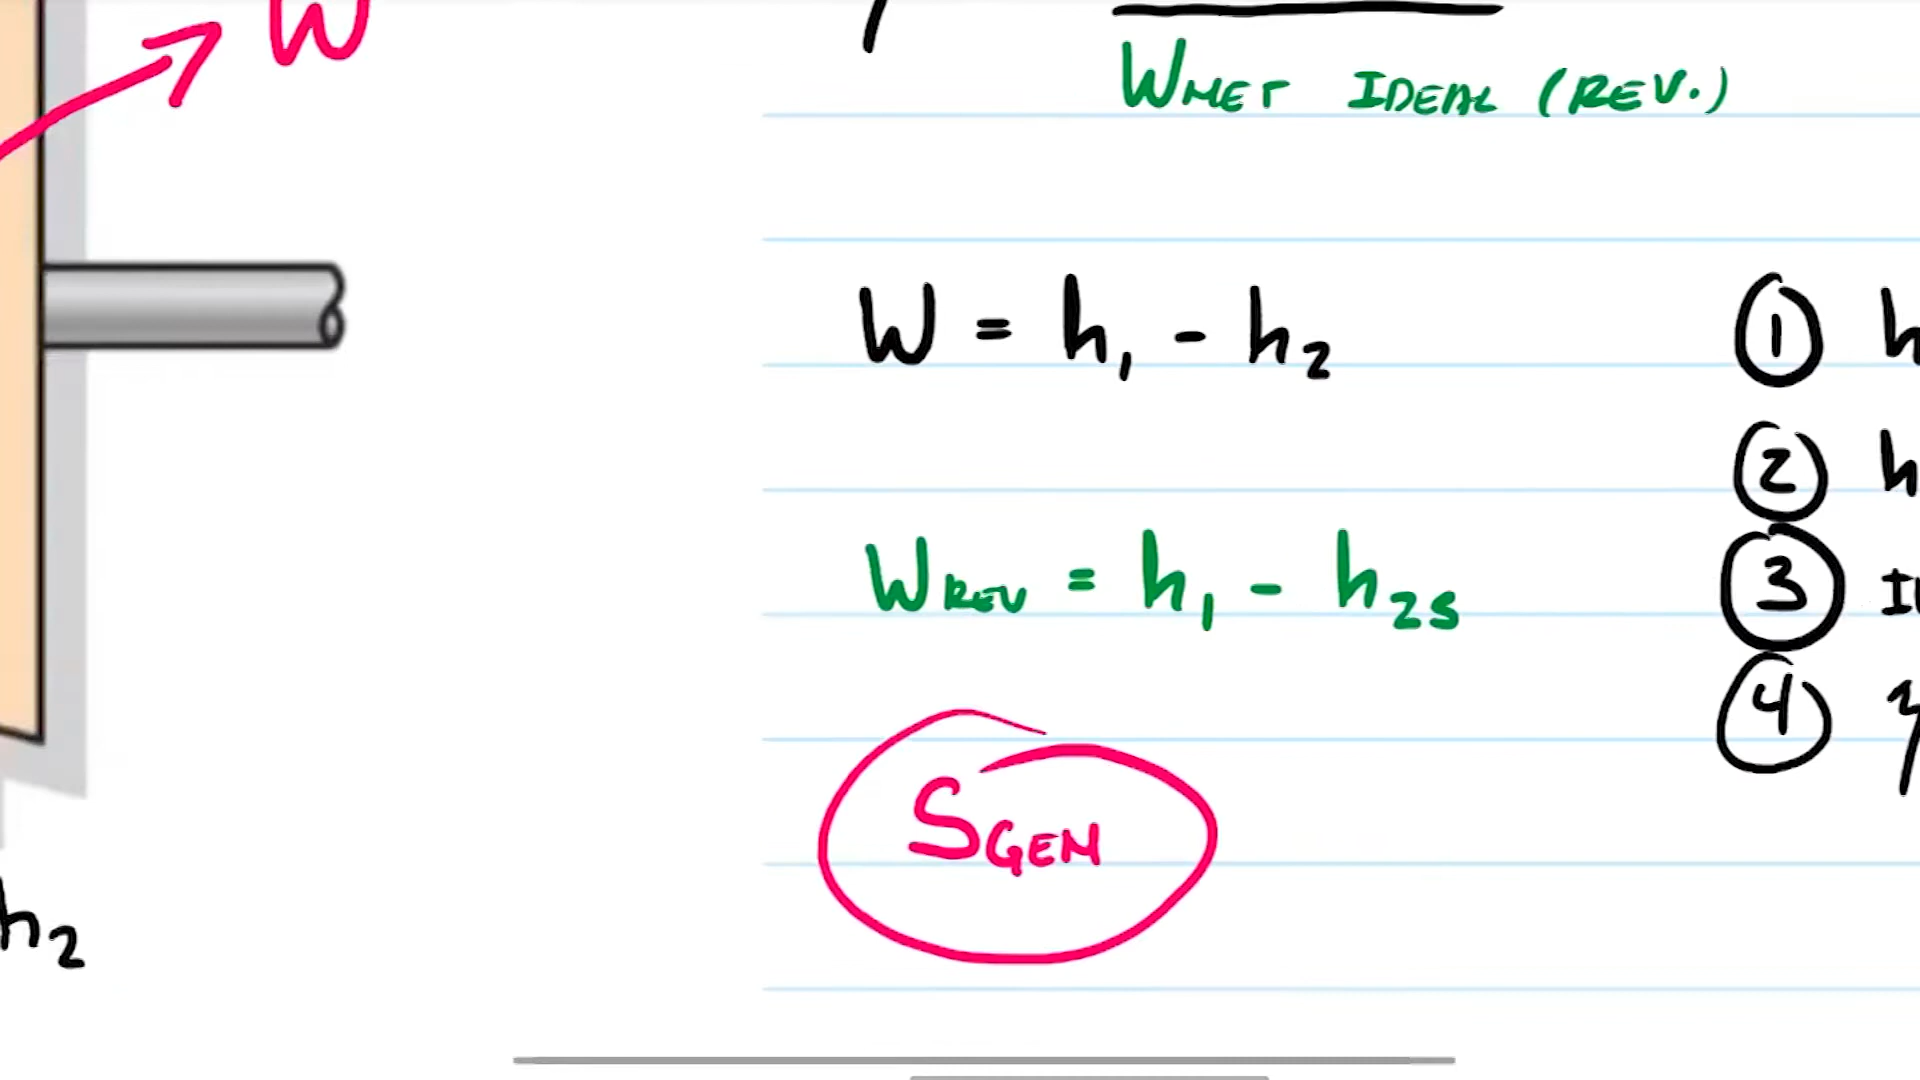 W
WNET IDEAL (REV.)
W = h1 - h2
WREV = h1 - h2s
SGEN
h2
1 h
2 h
3
4 η